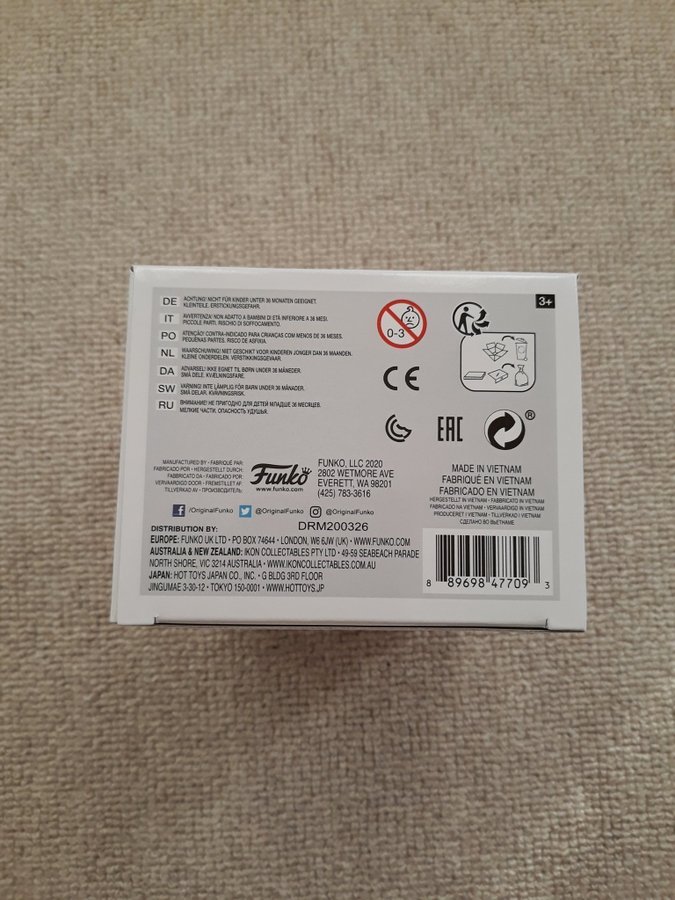 DE ACHTUNG! NICHT FÜR KINDER UNTER 36 MONATEN GEEIGNET.
KLEINTEILE. ERSTICKUNGSGEFAHR.
IT AVVERTENZA! NON ADATTO A BAMBINI DI ETÀ INFERIORE A 36 MESI.
PICCOLE PARTI. RISCHIO DI SOFFOCAMENTO.
PO ATENÇÃO! CONTRA-INDICADO PARA CRIANÇAS COM MENOS DE 36 MESES.
PEQUENAS PARTES. RISCO DE ASFIXIA.
NL WAARSCHUWING! NIET GESCHIKT VOOR KINDEREN JONGER DAN 36 MAANDEN.
KLEINE ONDERDELEN. VERSTIKKINGSGEVAAR.
DA ADVARSEL! IKKE EGNET TIL BØRN UNDER 36 MÅNEDER.
SMÅ DELE. KVÆLNINGSFARE.
SW VARNING! INTE LÄMPLIG FÖR BARN UNDER 36 MÅNADER.
SMÅ DELAR. KVÄVNINGSRISK.
RU ВНИМАНИЕ! НЕ ПРИГОДНО ДЛЯ ДЕТЕЙ МЛАДШЕ 36 МЕСЯЦЕВ.
МЕЛКИЕ ЧАСТИ. ОПАСНОСТЬ УДУШЬЯ.
0-3
3+
CE
EAC
®
MANUFACTURED BY • FABRIQUÉ PAR:
FABRICADO POR • HERGESTELLT DURCH:
FABBRICATO DA • FABRICADO POR:
VERVAARDIGD DOOR • FREMSTILLET AF
TILLVERKAD AV • ПРОИЗВОДИТЕЛЬ:
Funko
www.funko.com
FUNKO, LLC 2020
2802 WETMORE AVE
EVERETT, WA 98201
(425) 783-3616
MADE IN VIETNAM
FABRIQUÉ EN VIETNAM
FABRICADO EN VIETNAM
HERGESTELLT IN VIETNAM • FABBRICATO IN VIETNAM
FABRICADO NA VIETNAM • VERVAARDIGD IN VIETNAM
PRODUCERET I VIETNAM • TILLVERKAD I VIETNAM
СДЕЛАНО ВО ВЬЕТНАМЕ
/OriginalFunko @OriginalFunko @OriginalFunko
DRM200326
DISTRIBUTION BY:
EUROPE: FUNKO UK LTD • PO BOX 74644 • LONDON, W6 6JW (UK) • WWW.FUNKO.COM
AUSTRALIA & NEW ZEALAND: IKON COLLECTABLES PTY LTD • 49-59 SEABEACH PARADE
NORTH SHORE, VIC 3214 AUSTRALIA • WWW.IKONCOLLECTABLES.COM.AU
JAPAN: HOT TOYS JAPAN CO., INC. • G BLDG 3RD FLOOR
JINGUMAE 3-30-12 • TOKYO 150-0001 • WWW.HOTTOYS.JP
8 89698 47709 3